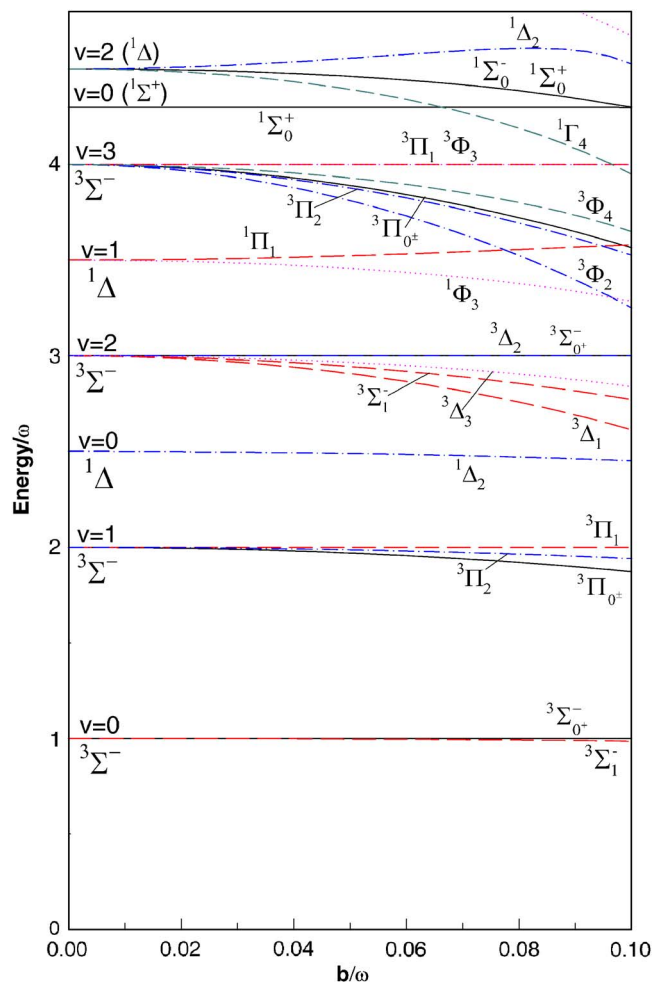 v=2 (¹Δ)
¹Δ₂
¹Σ₀⁻ ¹Σ₀⁺
v=0 (¹Σ⁺)
¹Σ₀⁺
³Π₁ ³Φ₃
¹Γ₄
v=3
4
³Σ⁻
³Π₂
³Π₀±
³Φ₄
v=1
¹Π₁
³Φ₂
¹Δ
¹Φ₃
v=2
³Δ₂
³Σ₀⁺⁻
3
³Σ⁻
³Σ₁⁻
³Δ₃
³Δ₁
v=0
¹Δ
¹Δ₂
Energy/ω
v=1
³Π₁
2
³Σ⁻
³Π₂
³Π₀±
v=0
³Σ₀⁺⁻
1
³Σ⁻
³Σ₁⁻
0
0.00 0.02 0.04 0.06 0.08 0.10
b/ω